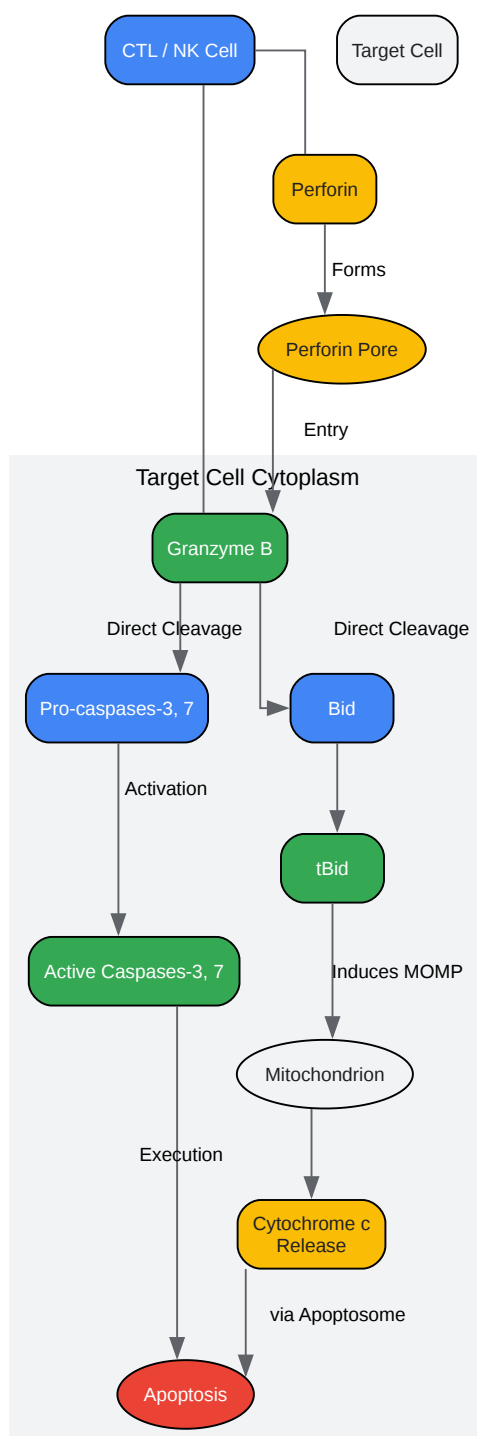 CTL / NK Cell
Target Cell
Perforin
Forms
Perforin Pore
Entry
Target Cell Cytoplasm
Granzyme B
Direct Cleavage
Direct Cleavage
Pro-caspases-3, 7
Bid
Activation
tBid
Active Caspases-3, 7
Induces MOMP
Mitochondrion
Execution
Cytochrome c
Release
via Apoptosome
Apoptosis